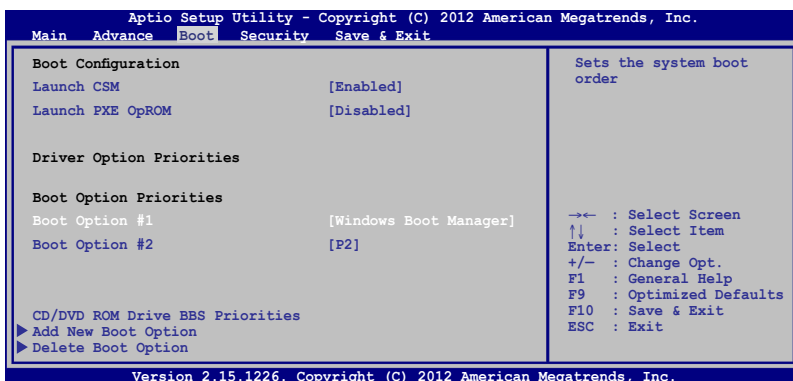 Aptio Setup Utility - Copyright (C) 2012 American Megatrends, Inc.
Main Advance Boot Security Save & Exit
Boot Configuration
Launch CSM [Enabled]
Launch PXE OpROM [Disabled]
Driver Option Priorities
Boot Option Priorities
Boot Option #1 [Windows Boot Manager]
Boot Option #2 [P2]
CD/DVD ROM Drive BBS Priorities
Add New Boot Option
Delete Boot Option
Sets the system boot
order
→← : Select Screen
↑↓ : Select Item
Enter: Select
+/— : Change Opt.
F1 : General Help
F9 : Optimized Defaults
F10 : Save & Exit
ESC : Exit
Version 2.15.1226. Copyright (C) 2012 American Megatrends, Inc.